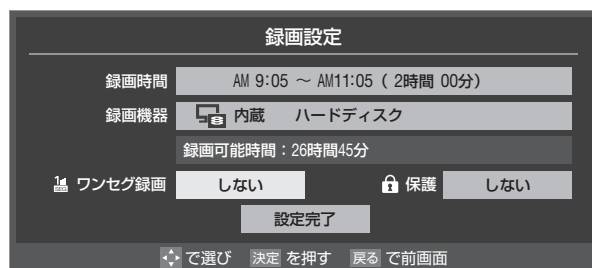 録画設定
録画時間 AM 9:05 ～ AM11:05 ( 2時間 00分)
録画機器 内蔵 ハードディスク
録画可能時間：26時間45分
ワンセグ録画 しない 保護 しない
設定完了
で選び 決定 を押す 戻る で前画面